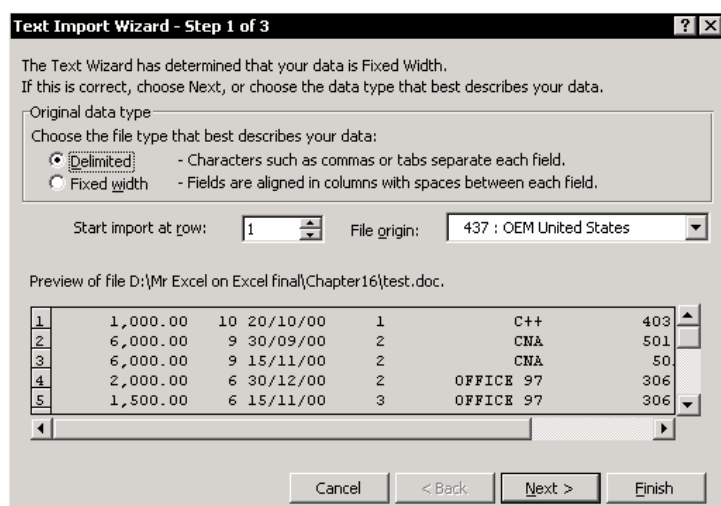 Text Import Wizard - Step 1 of 3
The Text Wizard has determined that your data is Fixed Width.
If this is correct, choose Next, or choose the data type that best describes your data.
Original data type
Choose the file type that best describes your data:
Delimited - Characters such as commas or tabs separate each field.
Fixed width - Fields are aligned in columns with spaces between each field.
Start import at row: 1 File origin: 437 : OEM United States
Preview of file D:\Mr Excel on Excel final\Chapter16\test.doc.
1 1,000.00 10 20/10/00 1 C++ 403
2 6,000.00 9 30/09/00 2 CNA 501
3 6,000.00 9 15/11/00 2 CNA 50.
4 2,000.00 6 30/12/00 2 OFFICE 97 306
5 1,500.00 6 15/11/00 3 OFFICE 97 306
Cancel < Back Next > Finish